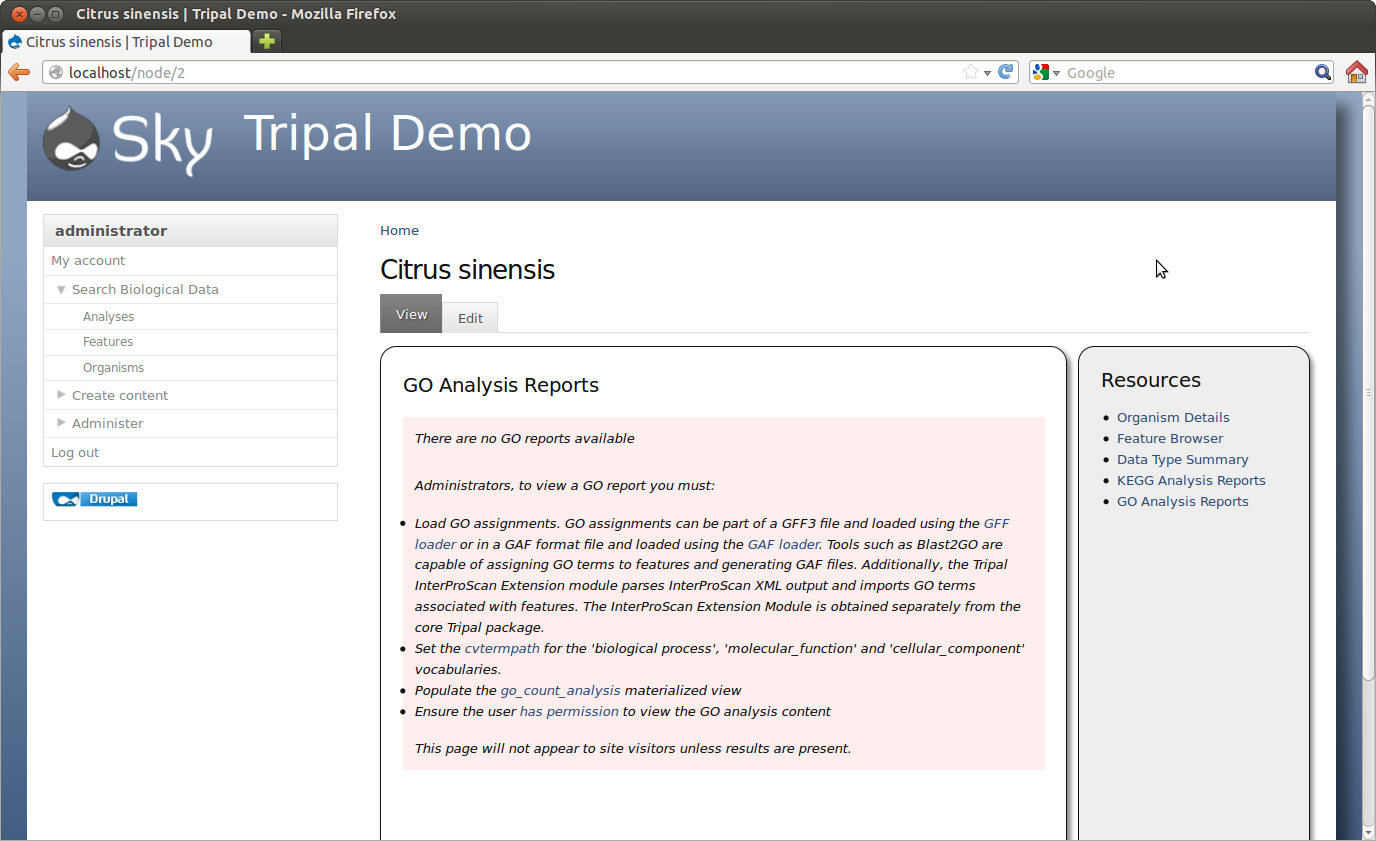 Citrus sinensis | Tripal Demo - Mozilla Firefox
Citrus sinensis | Tripal Demo
localhost/node/2
Google
Sky Tripal Demo
administrator
My account
Search Biological Data
Analyses
Features
Organisms
Create content
Administer
Log out
Drupal
Home
Citrus sinensis
View
Edit
GO Analysis Reports
There are no GO reports available
Administrators, to view a GO report you must:
Load GO assignments. GO assignments can be part of a GFF3 file and loaded using the GFF
loader or in a GAF format file and loaded using the GAF loader. Tools such as Blast2GO are
capable of assigning GO terms to features and generating GAF files. Additionally, the Tripal
InterProScan Extension module parses InterProScan XML output and imports GO terms
associated with features. The InterProScan Extension Module is obtained separately from the
core Tripal package.
Set the cvtermpath for the 'biological process', 'molecular_function' and 'cellular_component'
vocabularies.
Populate the go_count_analysis materialized view
Ensure the user has permission to view the GO analysis content
This page will not appear to site visitors unless results are present.
Resources
Organism Details
Feature Browser
Data Type Summary
KEGG Analysis Reports
GO Analysis Reports